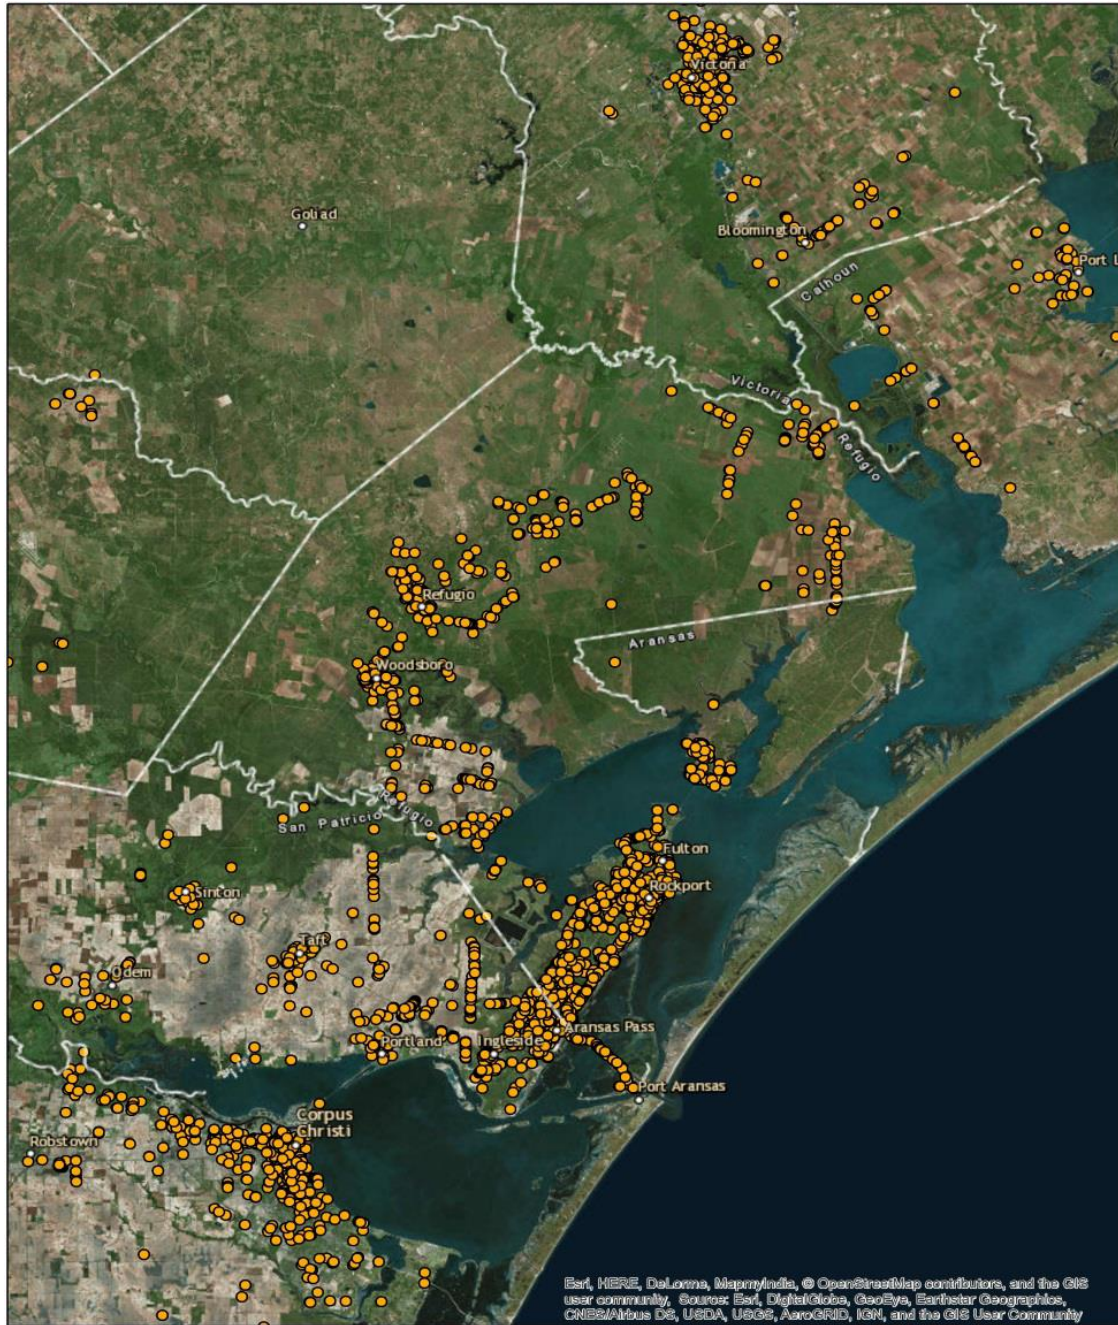 Victoria
Goliad
Bloomington
Calhoun
Port L
Victoria
Refugio
Refugio
Aransas
Woodsboro
Refugio
San Patricio
Fulton
Sinton
Rockport
Taft
Odem
Aransas Pass
Portland
Ingleside
Port Aransas
Corpus
Christi
Robstown
Esri, HERE, DeLorme, MapmyIndia, © OpenStreetMap contributors, and the GIS
user community, Source: Esri, DigitalGlobe, GeoEye, Earthstar Geographics,
CNES/Airbus DS, USDA, USGS, AeroGRID, IGN, and the GIS User Community